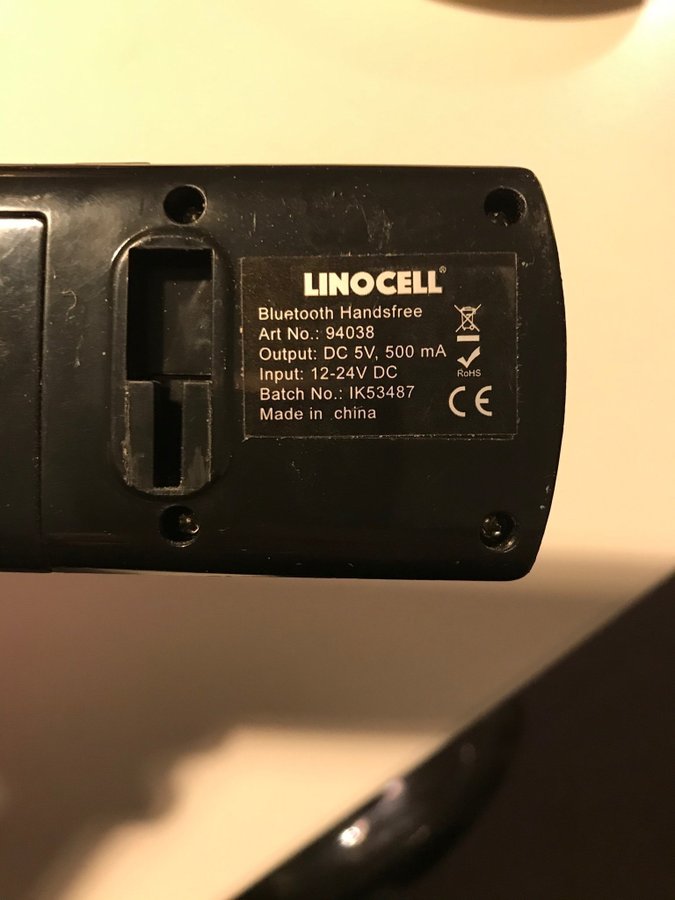 LINOCELL®
Bluetooth Handsfree
Art No.: 94038
Output: DC 5V, 500 mA
Input: 12-24V DC
Batch No.: IK53487
Made in china
RoHS
CE